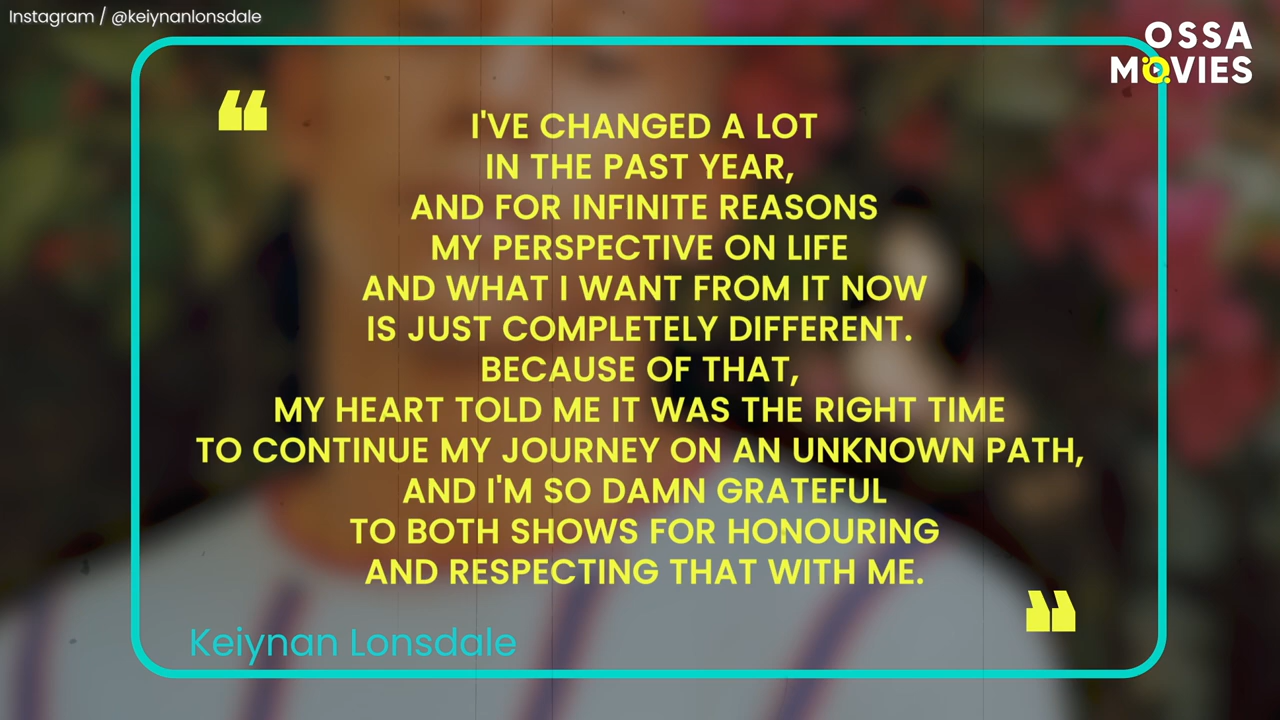 Instagram / @keiynanlonsdale
OSSA
MOVIES
❝
I'VE CHANGED A LOT
IN THE PAST YEAR,
AND FOR INFINITE REASONS
MY PERSPECTIVE ON LIFE
AND WHAT I WANT FROM IT NOW
IS JUST COMPLETELY DIFFERENT.
BECAUSE OF THAT,
MY HEART TOLD ME IT WAS THE RIGHT TIME
TO CONTINUE MY JOURNEY ON AN UNKNOWN PATH,
AND I'M SO DAMN GRATEFUL
TO BOTH SHOWS FOR HONOURING
AND RESPECTING THAT WITH ME.
❞
Keiynan Lonsdale